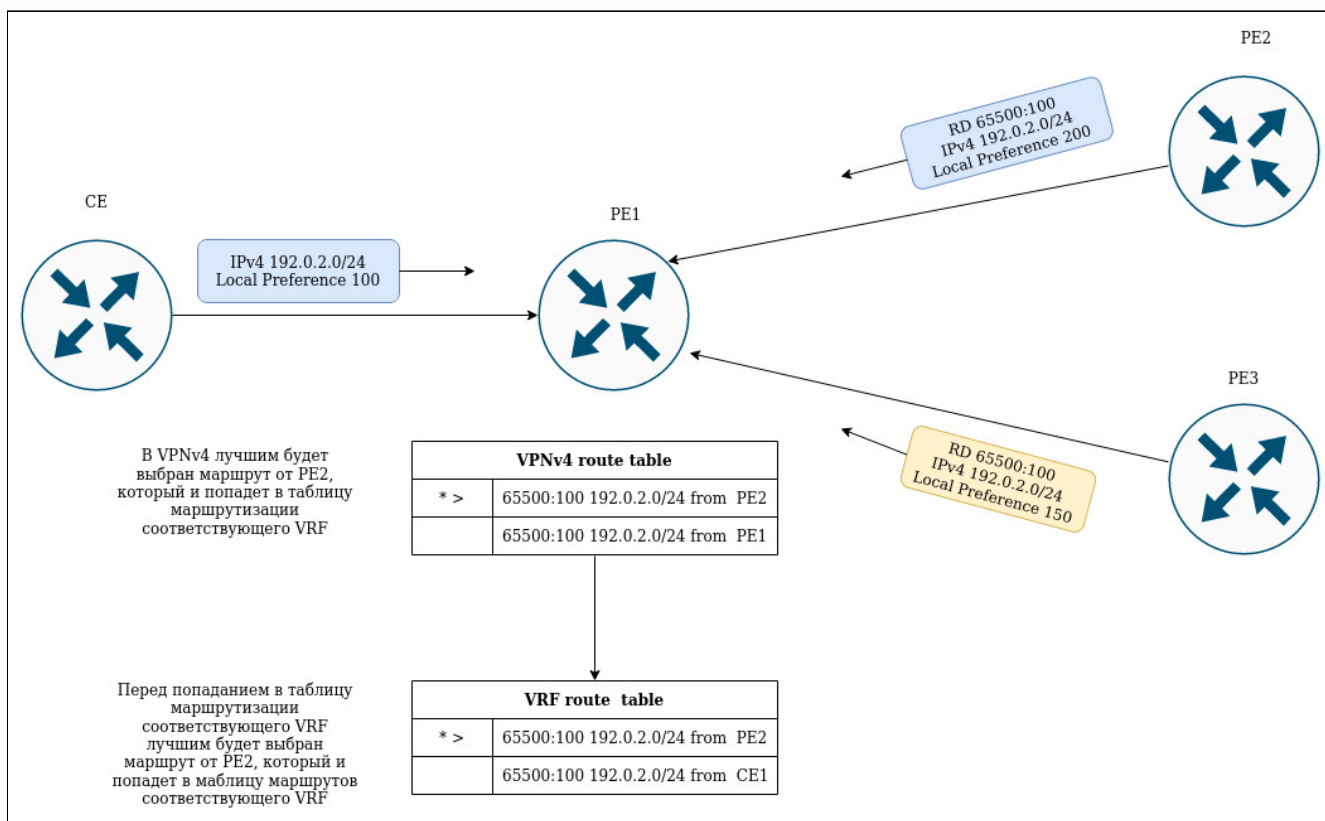 PE2
RD 65500:100
IPv4 192.0.2.0/24
Local Preference 200
CE
PE1
IPv4 192.0.2.0/24
Local Preference 100
PE3
RD 65500:100
IPv4 192.0.2.0/24
Local Preference 150
В VPNv4 лучшим будет
выбран маршрут от PE2,
который и попадет в таблицу
маршрутизации
соответствующего VRF
VPNv4 route table
* > 65500:100 192.0.2.0/24 from PE2
65500:100 192.0.2.0/24 from PE1
Перед попаданием в таблицу
маршрутизации
соответствующего VRF
лучшим будет выбран
маршрут от PE2, который и
попадет в маблицу маршрутов
соответствующего VRF
VRF route table
* > 65500:100 192.0.2.0/24 from PE2
65500:100 192.0.2.0/24 from CE1